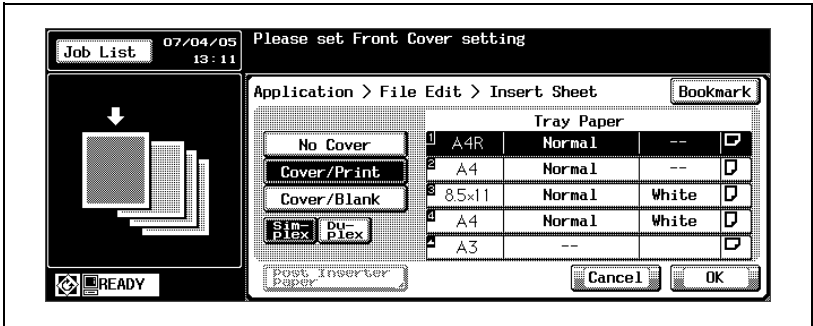 Job List
07/04/05
13:11
Please set Front Cover setting
Application > File Edit > Insert Sheet
Bookmark
Tray Paper
No Cover
Cover/Print
Cover/Blank
Sim-
plex
Du-
plex
1 A4R Normal --
2 A4 Normal --
3 8.5×11 Normal White
4 A4 Normal White
A3 --
Post Inserter
Paper
Cancel
OK
READY